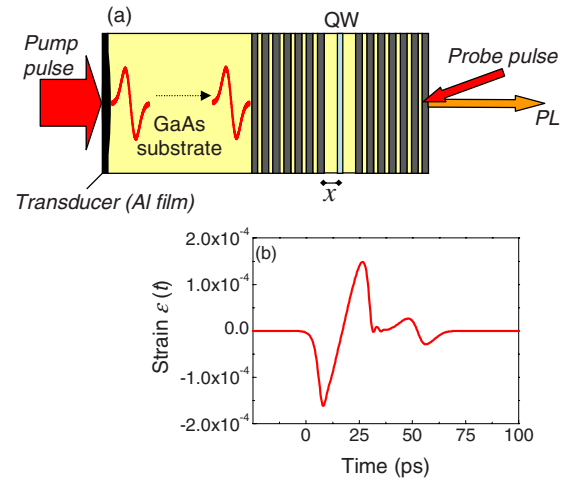 (a)
QW
Pump
pulse
Probe pulse
GaAs
substrate
PL
Transducer (Al film)
x
(b)
2.0x10⁻⁴
1.0x10⁻⁴
0.0
-1.0x10⁻⁴
-2.0x10⁻⁴
Strain ε(t)
0 25 50 75 100
Time (ps)